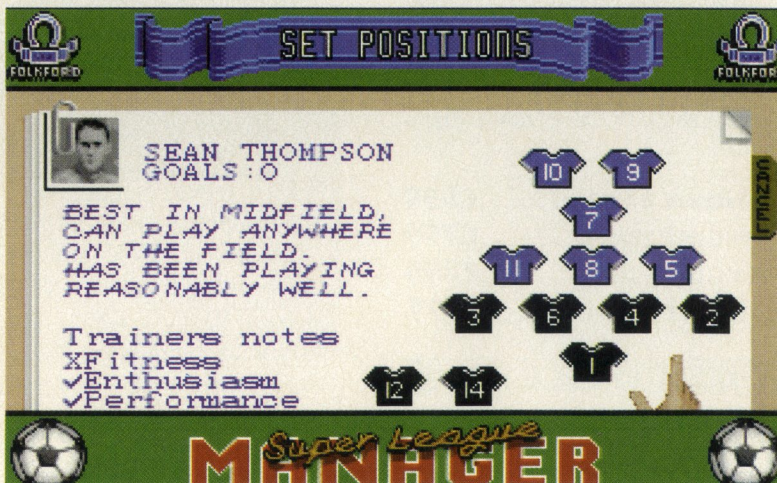 SET POSITIONS
FOLKFORD
FOLKFORD
SEAN THOMPSON
GOALS:0
BEST IN MIDFIELD,
CAN PLAY ANYWHERE
ON THE FIELD.
HAS BEEN PLAYING
REASONABLY WELL.
Trainers notes
XFitness
✓Enthusiasm
✓Performance
10 9
7
11 8 5
3 6 4 2
1
12 14
CANCEL
Super League
MANAGER